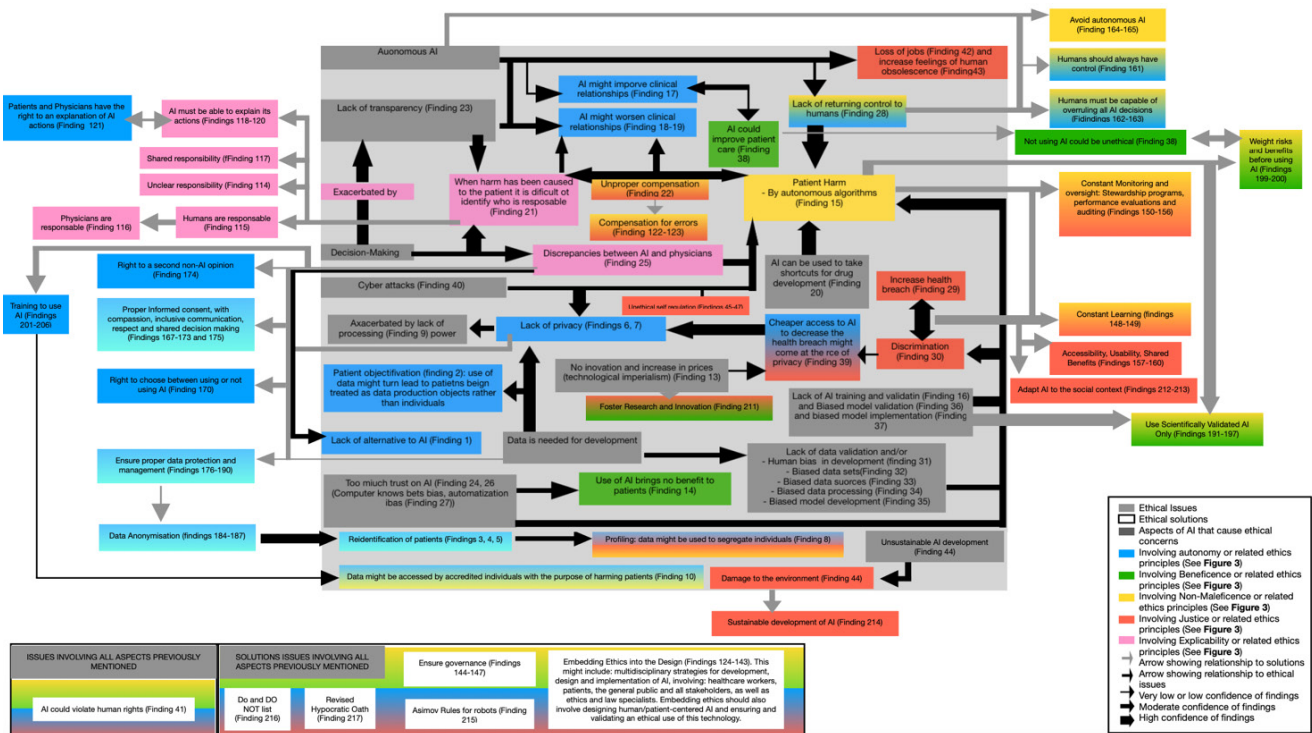 Auonomous AI
Avoid autonomous AI
(Finding 164-165)
Loss of jobs (Finding 42) and
increase feelings of human
obsolescence (Finding43)
Humans should always have
control (Finding 161)
AI might imporve clinical
relationships (Finding 17)
Patients and Physicians have the
right to an explanation of AI
actions (Finding 121)
AI must be able to explain its
actions (Findings 118-120
Lack of transparency (Finding 23)
AI might worsen clinical
relationships (Finding 18-19)
Lack of returning control to
humans (Finding 28)
Humans must be capable of
overruling all AI decisions
(Fidindings 162-163)
AI could
improve patient
care (Finding
38)
Not using AI could be unethical (Finding 38)
Weight risks
and benefits
before using
AI (Findings
199-200)
Shared responsibility (fFinding 117)
Unclear responsibility (Finding 114)
Exacerbated by
When harm has been caused
to the patient it is dificult ot
identify who is resposable
(Finding 21)
Unproper compensation
(Finding 22)
Patient Harm
- By autonomous algorithms
(Finding 15)
Constant Monitoring and
oversight: Stewardship programs,
performance evaluations and
auditing (Findings 150-156)
Physicians are
responsable (Finding 116)
Humans are responsable
(Finding 115)
Compensation for errors
(Finding 122-123)
Decision-Making
Discrepancies between AI and physicians
(Finding 25)
Right to a second non-AI opinion
(Finding 174)
AI can be used to take
shortcuts for drug
development (Finding
20)
Increase health
breach (Finding 29)
Cyber attacks (Finding 40)
Training to use
AI (Findings
201-206)
Proper Informed consent, with
compassion, inclusive communication,
respect and shared decision making
(Findings 167-173 and 175)
Unethical self regulation (Findings 45-47)
Axacerbated by lack of
processing (Finding 9) power
Lack of privacy (Findings 6, 7)
Cheaper access to AI
to decrease the
health breach might
come at the rce of
privacy (Finding 39)
Discrimination
(Finding 30)
Constant Learning (findings
148-149)
Accessibility, Usability, Shared
Benefits (Findings 157-160)
Right to choose between using or not
using AI (Finding 170)
Patient objectifivation (finding 2): use of
data might turn lead to patietns beign
treated as data production objects rather
than individuals
No inovation and increase in prices
(technological imperialism) (Finding 13)
Adapt AI to the social context (Findings 212-213)
Foster Research and Innovation (Finding 211)
Lack of AI training and validatin (Finding 16)
and Biased model validation (Finding 36)
and biased model implementation (Finding
37)
Use Scientifically Validated AI
Only (Findings 191-197)
Lack of alternative to AI (Finding 1)
Data is needed for development
Ensure proper data protection and
management (Findings 176-190)
Lack of data validation and/or
- Human bias in development (finding 31)
- Biased data sets(Finding 32)
- Biased data suorces (Finding 33)
- Biased data processing (Finding 34)
- Biased model development (Finding 35)
Too much trust on AI (Finding 24, 26
(Computer knows bets bias, automatization
ibas (Finding 27))
Use of AI brings no benefit to
patients (Finding 14)
Data Anonymisation (findings 184-187)
Reidentification of patients (Findings 3, 4, 5)
Profiling: data might be used to segregate individuals (Finding 8)
Unsustainable AI development
(Finding 44)
Data might be accessed by accredited individuals with the purpose of harming patients (Finding 10)
Damage to the environment (Finding 44)
Sustainable development of AI (Finding 214)
Ethical Issues
Ethical solutions
Aspects of AI that cause ethical
concerns
Involving autonomy or related ethics
principles (See Figure 3)
Involving Beneficence or related ethics
principles (See Figure 3)
Involving Non-Maleficence or related
ethics principles (See Figure 3)
Involving Justice or related ethics
principles (See Figure 3)
Involving Explicability or related ethics
principles (See Figure 3)
Arrow showing relationship to solutions
Arrow showing relationship to ethical
issues
Very low or low confidence of findings
Moderate confidence of findings
High confidence of findings
ISSUES INVOLVING ALL ASPECTS PREVIOUSLY
MENTIONED
AI could violate human rights (Finding 41)
SOLUTIONS ISSUES INVOLVING ALL
ASPECTS PREVIOUSLY MENTIONED
Ensure governance (Findings
144-147)
Do and DO
NOT list
(Finding 216)
Revised
Hypocratic Oath
(Finding 217)
Asimov Rules for robots (Finding
215)
Embedding Ethics into the Design (Findings 124-143). This
might include: multidisciplinary strategies for development,
design and implementation of AI, involving: healthcare workers,
patients, the general public and all stakeholders, as well as
ethics and law specialists. Embedding ethics should also
involve designing human/patient-centered AI and ensuring and
validating an ethical use of this technology.